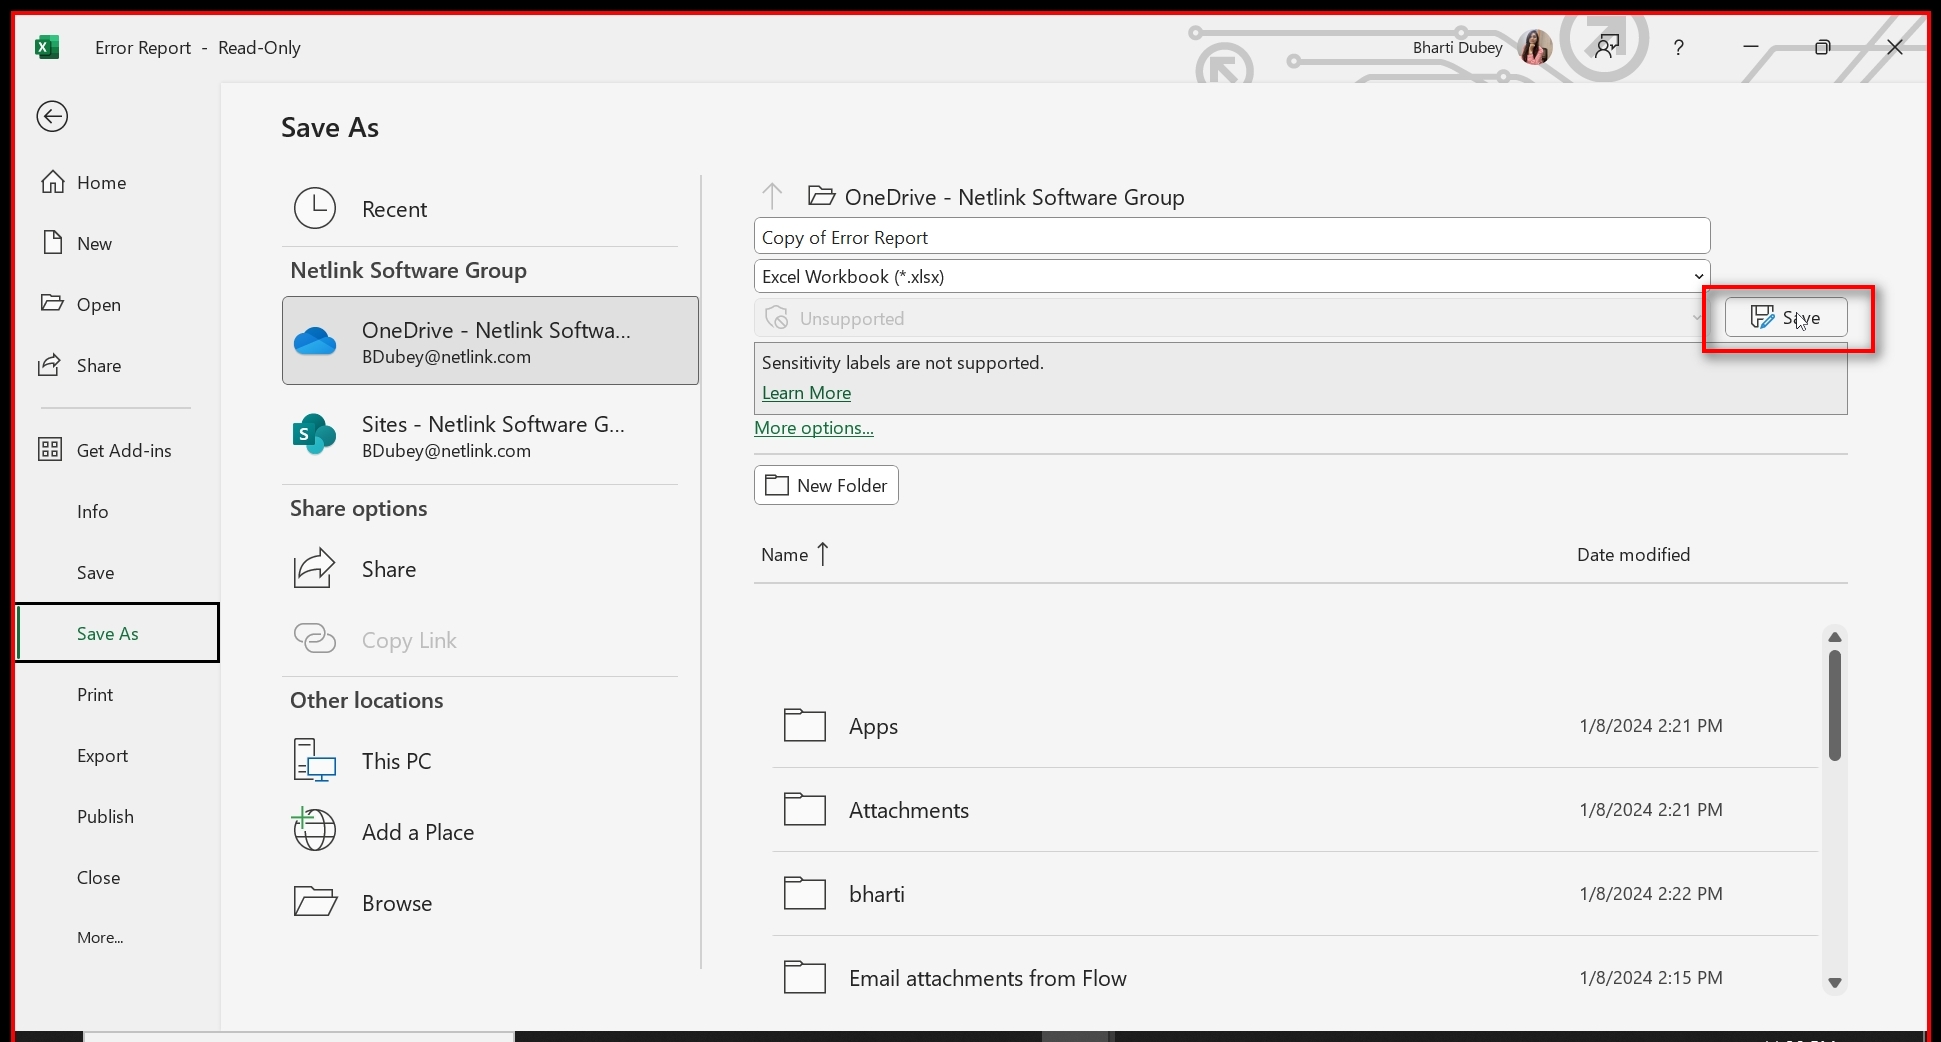 Error Report - Read-Only
Bharti Dubey
?
Save As
Home
New
Open
Share
Get Add-ins
Info
Save
Save As
Print
Export
Publish
Close
More...
Recent
Netlink Software Group
OneDrive - Netlink Softwa...
BDubey@netlink.com
Sites - Netlink Software G...
BDubey@netlink.com
Share options
Share
Copy Link
Other locations
This PC
Add a Place
Browse
OneDrive - Netlink Software Group
Copy of Error Report
Excel Workbook (*.xlsx)
Unsupported
Save
Sensitivity labels are not supported.
Learn More
More options...
New Folder
Name Date modified
Apps 1/8/2024 2:21 PM
Attachments 1/8/2024 2:21 PM
bharti 1/8/2024 2:22 PM
Email attachments from Flow 1/8/2024 2:15 PM